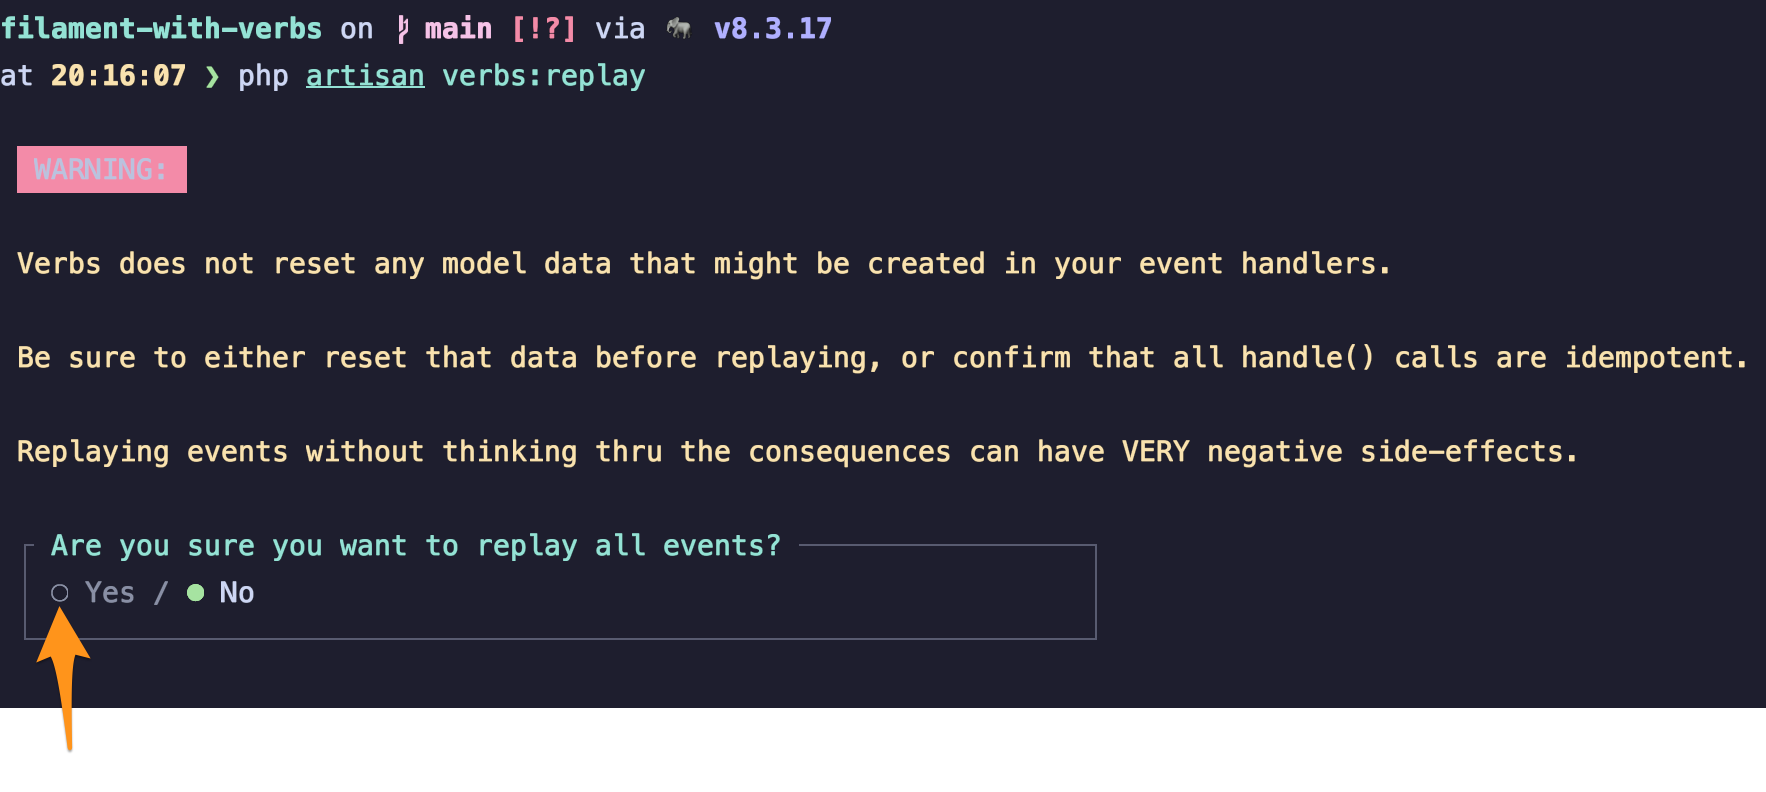 filament-with-verbs on main [!?] via 🐘 v8.3.17
at 20:16:07 ❯ php artisan verbs:replay
WARNING:
Verbs does not reset any model data that might be created in your event handlers.
Be sure to either reset that data before replaying, or confirm that all handle() calls are idempotent.
Replaying events without thinking thru the consequences can have VERY negative side-effects.
Are you sure you want to replay all events?
○ Yes / ● No